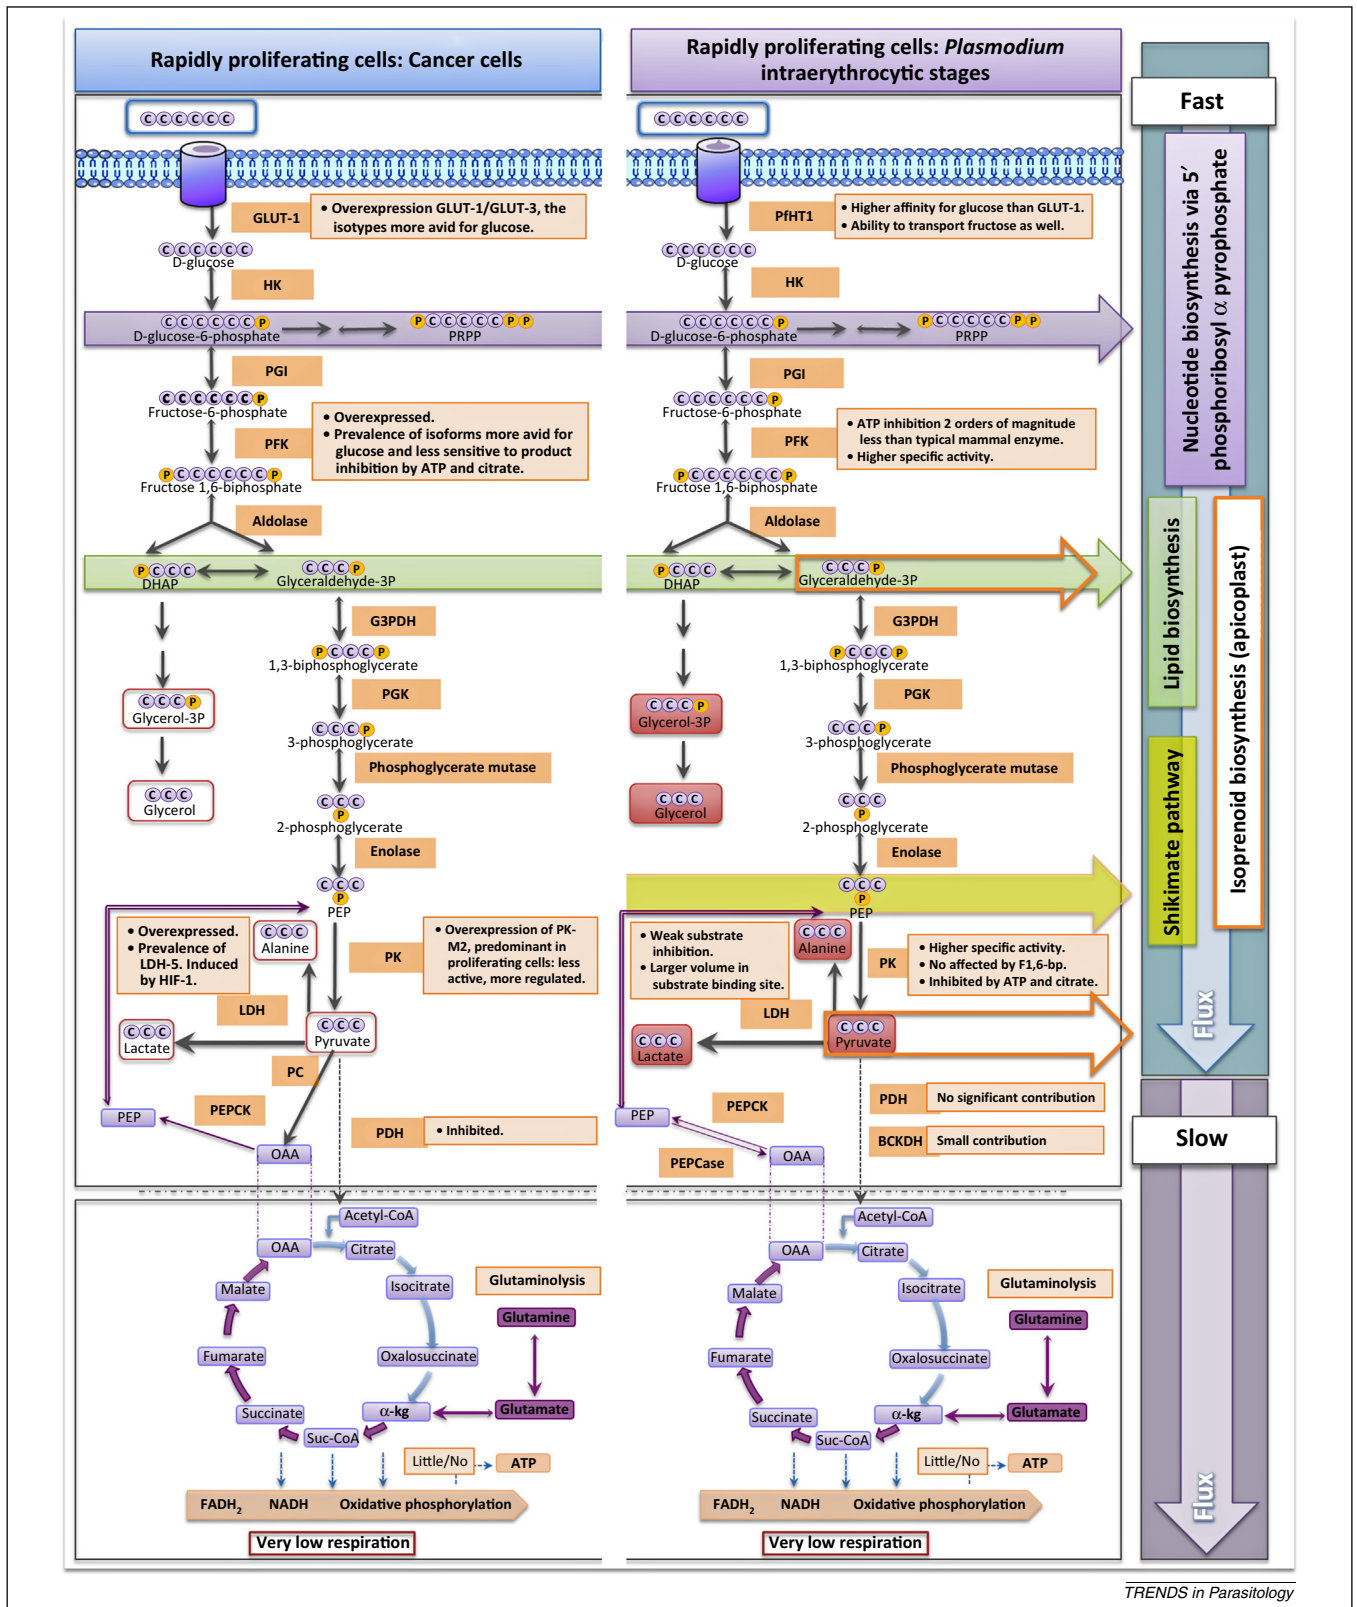 Rapidly proliferating cells: Cancer cells
C C C C C C
GLUT-1
• Overexpression GLUT-1/GLUT-3, the
isotypes more avid for glucose.
C C C C C C
D-glucose
HK
C C C C C C P
D-glucose-6-phosphate
P C C C C C P P
PRPP
PGI
C C C C C C P
Fructose-6-phosphate
PFK
• Overexpressed.
• Prevalence of isoforms more avid for
glucose and less sensitive to product
inhibition by ATP and citrate.
P C C C C C C P
Fructose 1,6-biphosphate
Aldolase
P C C C
DHAP
C C C P
Glyceraldehyde-3P
G3PDH
P C C C P
1,3-biphosphoglycerate
PGK
C C C P
Glycerol-3P
C C C P
3-phosphoglycerate
Phosphoglycerate mutase
C C C
Glycerol
C C C
P
2-phosphoglycerate
Enolase
C C C
P
PEP
• Overexpressed.
• Prevalence of
LDH-5. Induced
by HIF-1.
C C C
Alanine
PK
• Overexpression of PK-
M2, predominant in
proliferating cells: less
active, more regulated.
LDH
C C C
Lactate
C C C
Pyruvate
PC
PEPCK
PEP
OAA
PDH
• Inhibited.
Acetyl-CoA
OAA
Citrate
Malate
Isocitrate
Glutaminolysis
Glutamine
Fumarate
Oxalosuccinate
Succinate
α-kg
Glutamate
Suc-CoA
Little/No
ATP
FADH2
NADH
Oxidative phosphorylation
Very low respiration
Rapidly proliferating cells: Plasmodium
intraerythrocytic stages
C C C C C C
PfHT1
• Higher affinity for glucose than GLUT-1.
• Ability to transport fructose as well.
C C C C C C
D-glucose
HK
C C C C C C P
D-glucose-6-phosphate
P C C C C C P P
PRPP
PGI
C C C C C C P
Fructose-6-phosphate
PFK
• ATP inhibition 2 orders of magnitude
less than typical mammal enzyme.
• Higher specific activity.
P C C C C C C P
Fructose 1,6-biphosphate
Aldolase
P C C C
DHAP
C C C P
Glyceraldehyde-3P
G3PDH
P C C C P
1,3-biphosphoglycerate
PGK
C C C P
Glycerol-3P
C C C P
3-phosphoglycerate
Phosphoglycerate mutase
C C C
Glycerol
C C C
P
2-phosphoglycerate
Enolase
C C C
P
PEP
• Weak substrate
inhibition.
• Larger volume in
substrate binding site.
C C C
Alanine
PK
• Higher specific activity.
• No affected by F1,6-bp.
• Inhibited by ATP and citrate.
LDH
C C C
Lactate
C C C
Pyruvate
PEPCK
PEP
PEPCase
OAA
PDH
No significant contribution
BCKDH
Small contribution
Acetyl-CoA
OAA
Citrate
Malate
Isocitrate
Glutaminolysis
Glutamine
Fumarate
Oxalosuccinate
Succinate
α-kg
Glutamate
Suc-CoA
Little/No
ATP
FADH2
NADH
Oxidative phosphorylation
Very low respiration
Fast
Nucleotide biosynthesis via 5′
phosphoribosyl α pyrophosphate
Lipid biosynthesis
Isoprenoid biosynthesis (apicoplast)
Shikimate pathway
Flux
Slow
Flux
TRENDS in Parasitology